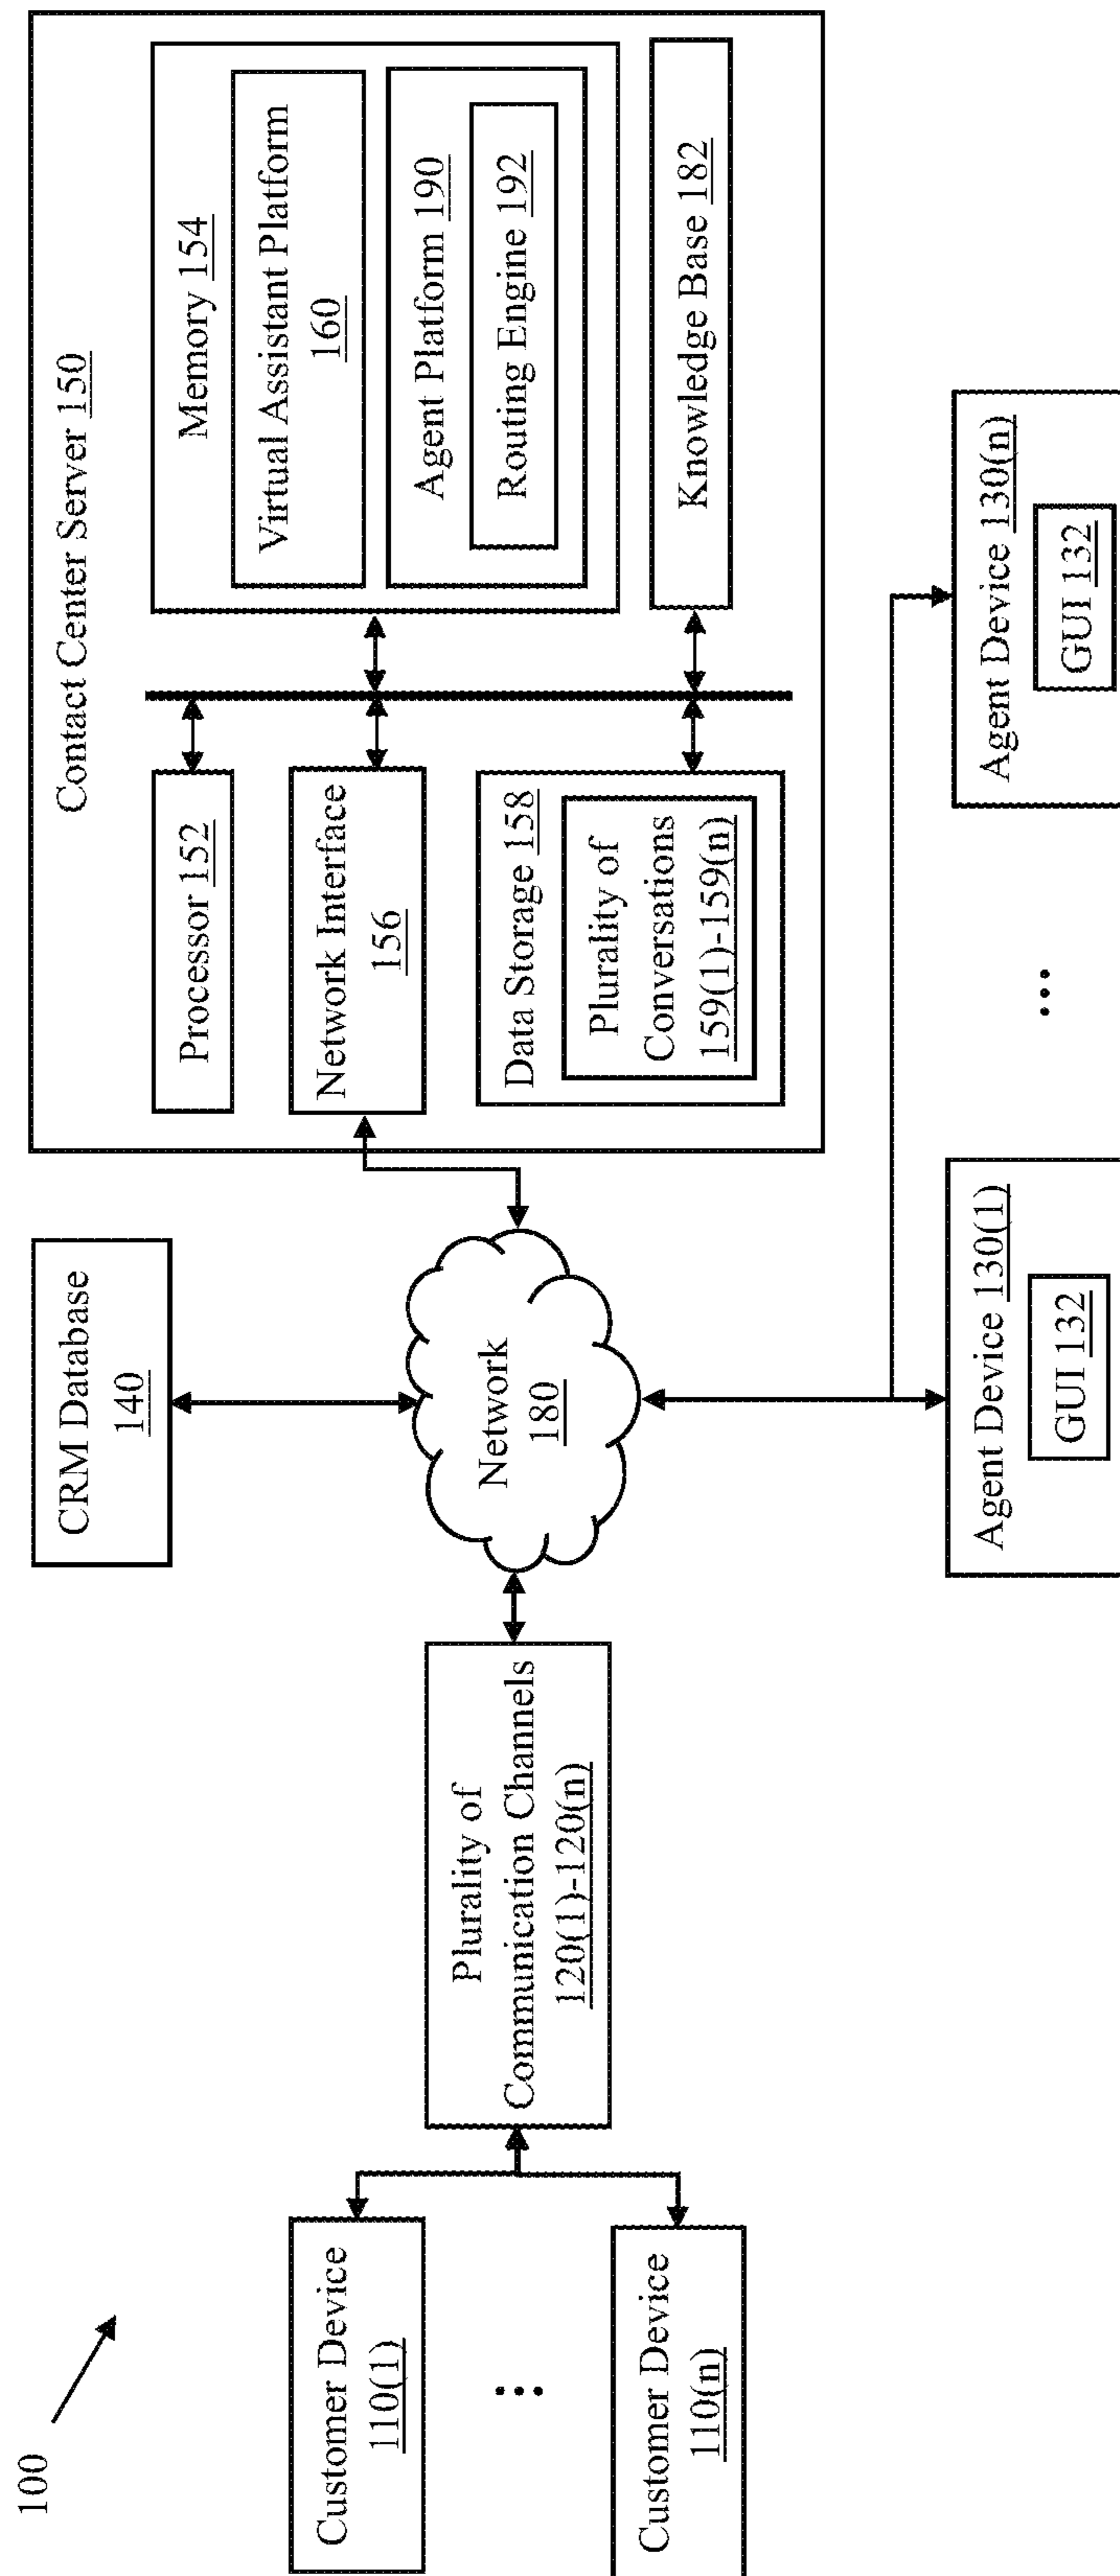 100
Customer Device
110(1)
...
Customer Device
110(n)
Plurality of
Communication Channels
120(1)-120(n)
CRM Database
140
Network
180
Contact Center Server 150
Processor 152
Network Interface
156
Data Storage 158
Plurality of
Conversations
159(1)-159(n)
Memory 154
Virtual Assistant Platform
160
Agent Platform 190
Routing Engine 192
Knowledge Base 182
Agent Device 130(1)
GUI 132
...
Agent Device 130(n)
GUI 132